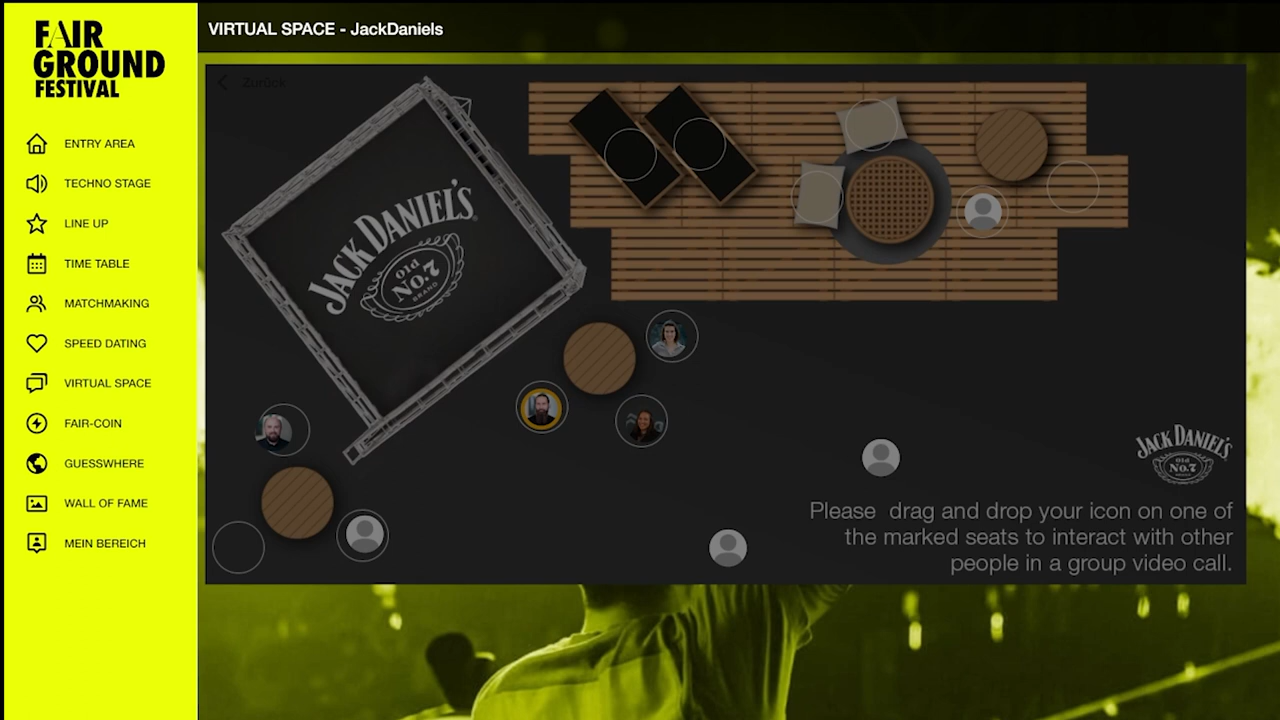 FAIR
GROUND
FESTIVAL
VIRTUAL SPACE - JackDaniels
Zurück
ENTRY AREA
TECHNO STAGE
LINE UP
TIME TABLE
MATCHMAKING
SPEED DATING
VIRTUAL SPACE
FAIR-COIN
GUESSWHERE
WALL OF FAME
MEIN BEREICH
JACK DANIEL'S
Old
No.7
BRAND
JACK DANIEL'S
Old
No.7
Please  drag and drop your icon on one of
the marked seats to interact with other
people in a group video call.